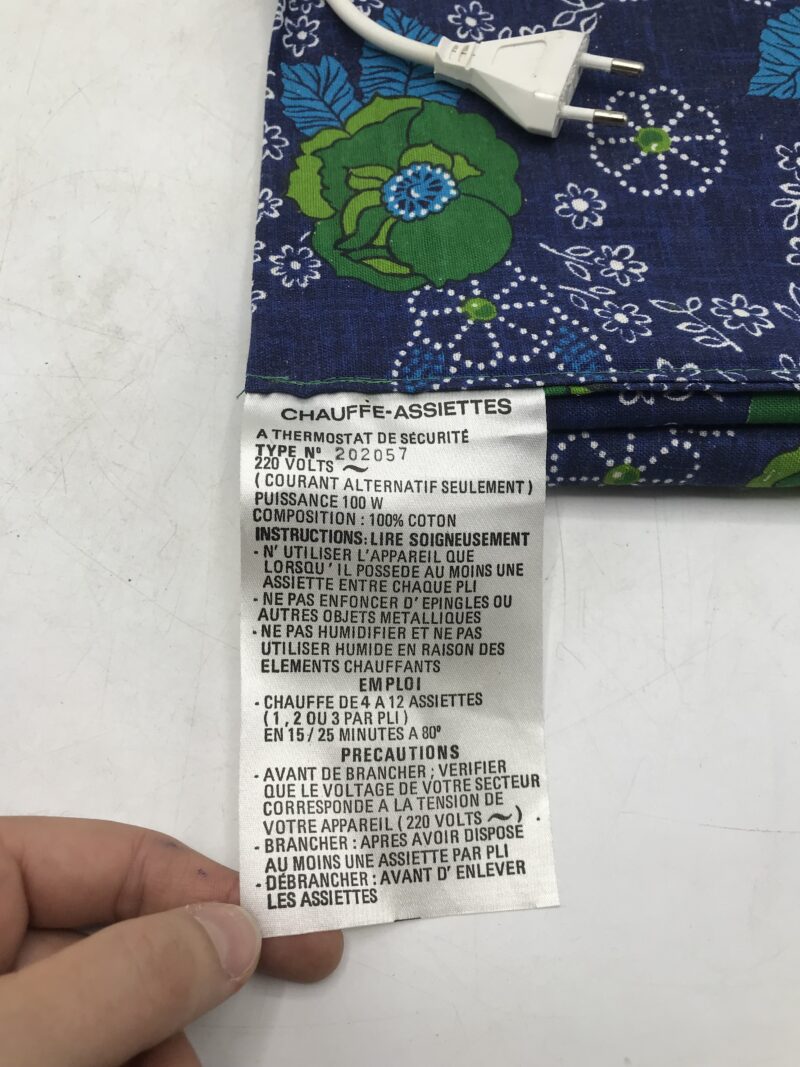 CHAUFFE-ASSIETTES
A THERMOSTAT DE SÉCURITÉ
TYPE N° 202057
220 VOLTS ~
( COURANT ALTERNATIF SEULEMENT )
PUISSANCE 100 W
COMPOSITION : 100% COTON
INSTRUCTIONS: LIRE SOIGNEUSEMENT
- N' UTILISER L'APPAREIL QUE
LORSQU' IL POSSEDE AU MOINS UNE
ASSIETTE ENTRE CHAQUE PLI
- NE PAS ENFONCER D' EPINGLES OU
AUTRES OBJETS METALLIQUES
- NE PAS HUMIDIFIER ET NE PAS
UTILISER HUMIDE EN RAISON DES
ELEMENTS CHAUFFANTS
EMPLOI
- CHAUFFE DE 4 A 12 ASSIETTES
( 1 , 2 OU 3 PAR PLI )
EN 15 / 25 MINUTES A 80°
PRECAUTIONS
- AVANT DE BRANCHER ; VERIFIER
QUE LE VOLTAGE DE VOTRE SECTEUR
CORRESPONDE A LA TENSION DE
VOTRE APPAREIL ( 220 VOLTS ~ ) .
- BRANCHER : APRES AVOIR DISPOSE
AU MOINS UNE ASSIETTE PAR PLI
- DÉBRANCHER : AVANT D' ENLEVER
LES ASSIETTES